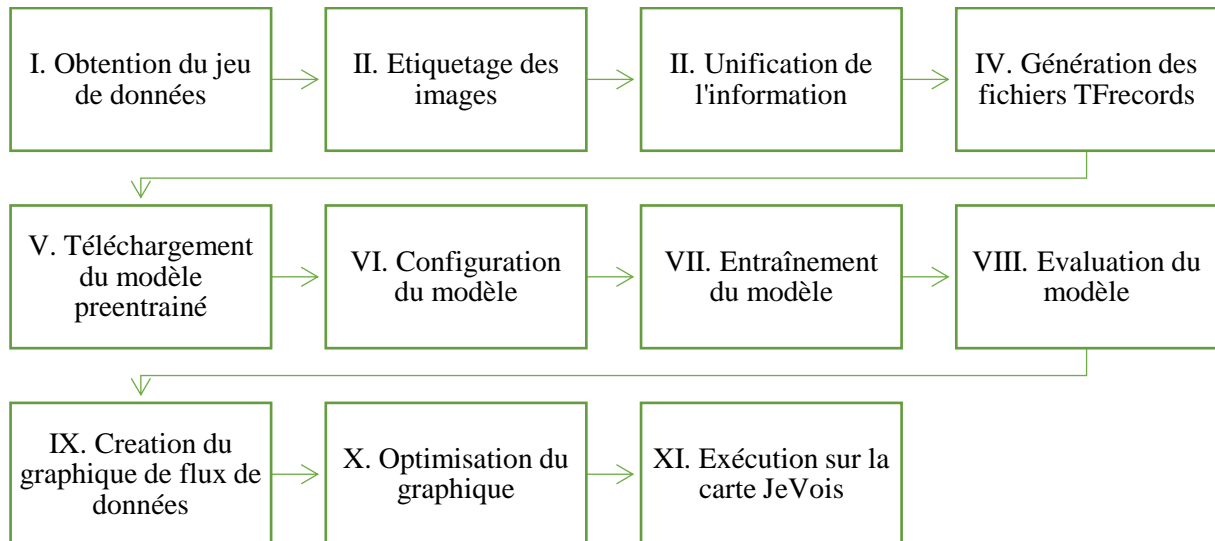 I. Obtention du jeu
de données
II. Etiquetage des
images
II. Unification de
l'information
IV. Génération des
fichiers TFrecords
V. Téléchargement
du modèle
preentrainé
VI. Configuration
du modèle
VII. Entraînement
du modèle
VIII. Evaluation du
modèle
IX. Creation du
graphique de flux de
données
X. Optimisation du
graphique
XI. Exécution sur la
carte JeVois